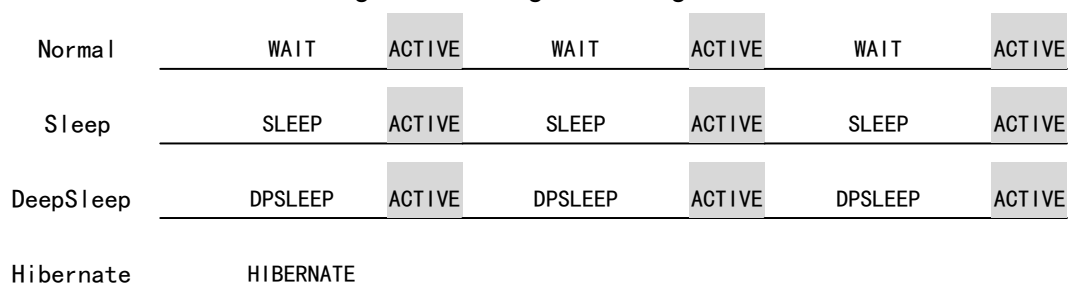 Normal WAIT ACTIVE WAIT ACTIVE WAIT ACTIVE
Sleep SLEEP ACTIVE SLEEP ACTIVE SLEEP ACTIVE
DeepSleep DPSLEEP ACTIVE DPSLEEP ACTIVE DPSLEEP ACTIVE
Hibernate HIBERNATE